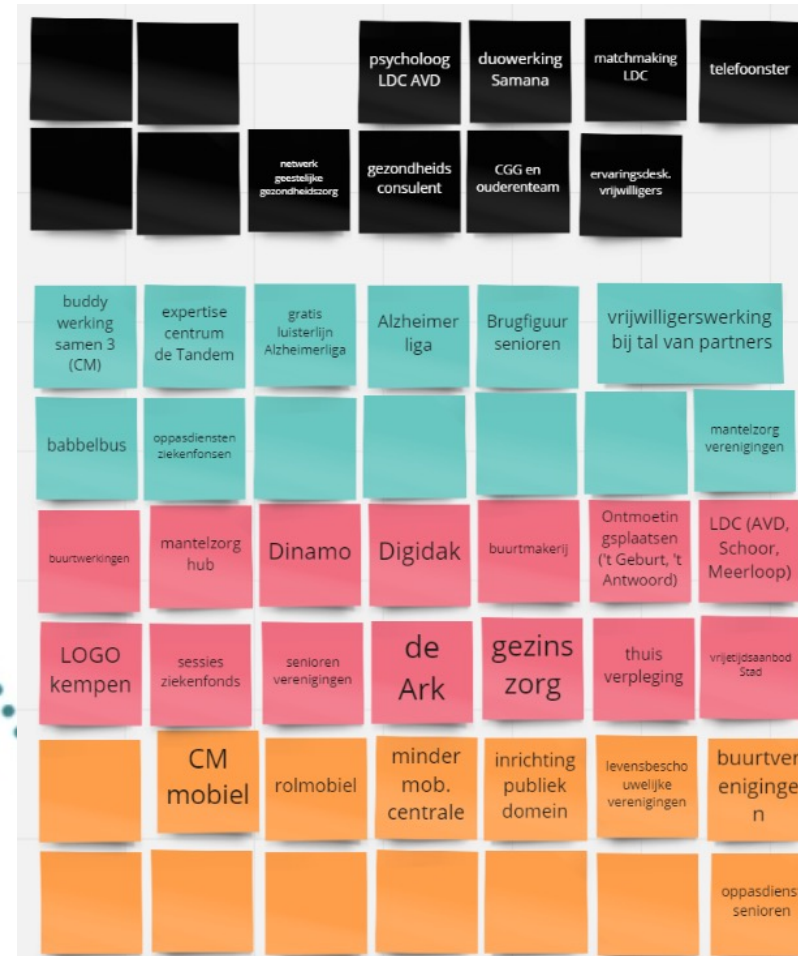 psycholoog
LDC AVD
duowerking
Samana
matchmaking
LDC
telefoonster
netwerk
geestelijke
gezondheidszorg
gezondheids
consulent
CGG en
ouderenteam
ervaringsdesk.
vrijwilligers
buddy
werking
samen 3
(CM)
expertise
centrum
de Tandem
gratis
luisterlijn
Alzheimerliga
Alzheimer
liga
Brugfiguur
senioren
vrijwilligerswerking
bij tal van partners
babbelbus
oppasdiensten
ziekenfonsen
mantelzorg
verenigingen
buurtwerkingen
mantelzorg
hub
Dinamo
Digidak
buurtmakerij
Ontmoetin
gsplaatsen
('t Geburt, 't
Antwoord)
LDC (AVD,
Schoor,
Meerloop)
LOGO
kempen
sessies
ziekenfonds
senioren
verenigingen
de
Ark
gezins
zorg
thuis
verpleging
vrijetijdsaanbod
Stad
CM
mobiel
rolmobiel
minder
mob.
centrale
inrichting
publiek
domein
levensbescho
uwelijke
verenigingen
buurtver
eniginge
n
oppasdienst
senioren